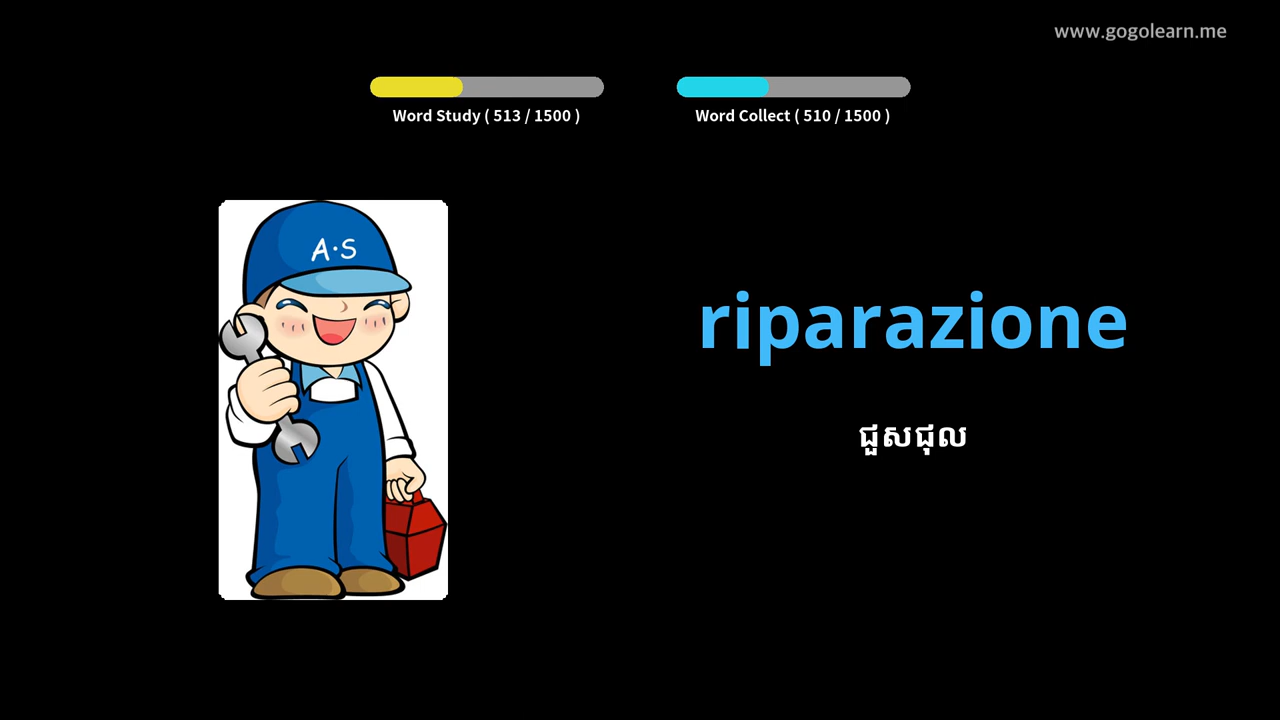 www.gogolearn.me
Word Study ( 513 / 1500 )
Word Collect ( 510 / 1500 )
A·S
riparazione
ជួសជុល